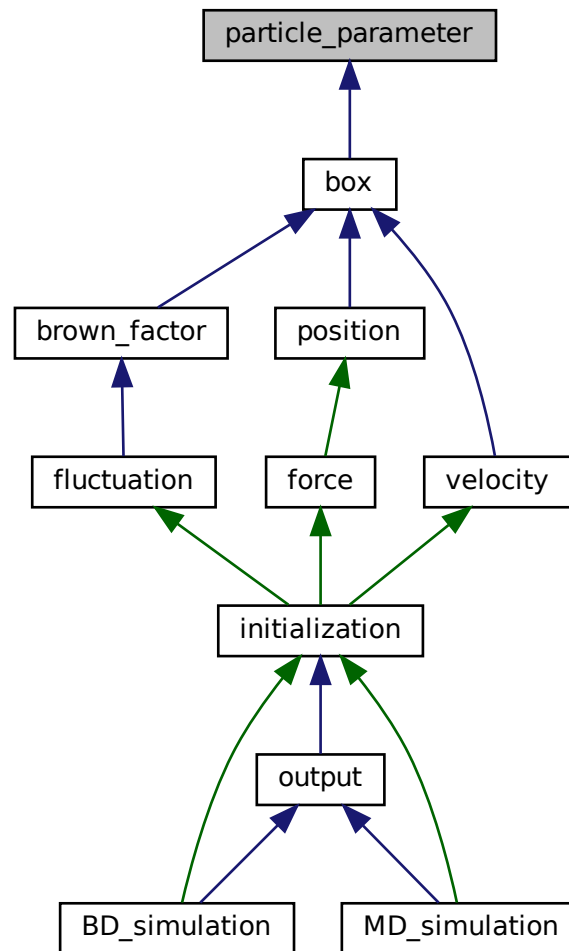 particle_parameter
box
brown_factor
position
fluctuation
force
velocity
initialization
output
BD_simulation
MD_simulation